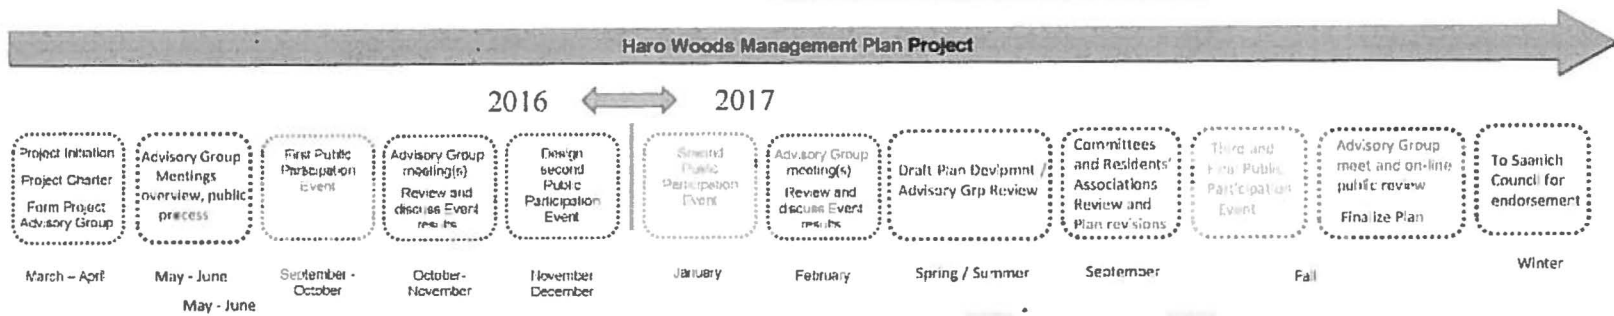 Haro Woods Management Plan Project
2016
2017
Project Initiation
Project Charter
Form Project
Advisory Group
Advisory Group
Meetings
overview, public
process
First Public
Participation
Event
Advisory Group
meeting(s)
Review and
discuss Event
results
Design
second
Public
Participation
Event
Second
Public
Participation
Event
Advisory Group
meeting(s)
Review and
discuss Event
results
Draft Plan Devlpmnt /
Advisory Grp Review
Committees
and Residents'
Associations
Review and
Plan revisions
Third and
Final Public
Participation
Event
Advisory Group
meet and on-line
public review
Finalize Plan
To Saanich
Council for
endorsement
March – April
May - June
May - June
September -
October
October-
November
November
December
January
February
Spring / Summer
September
Fall
Winter